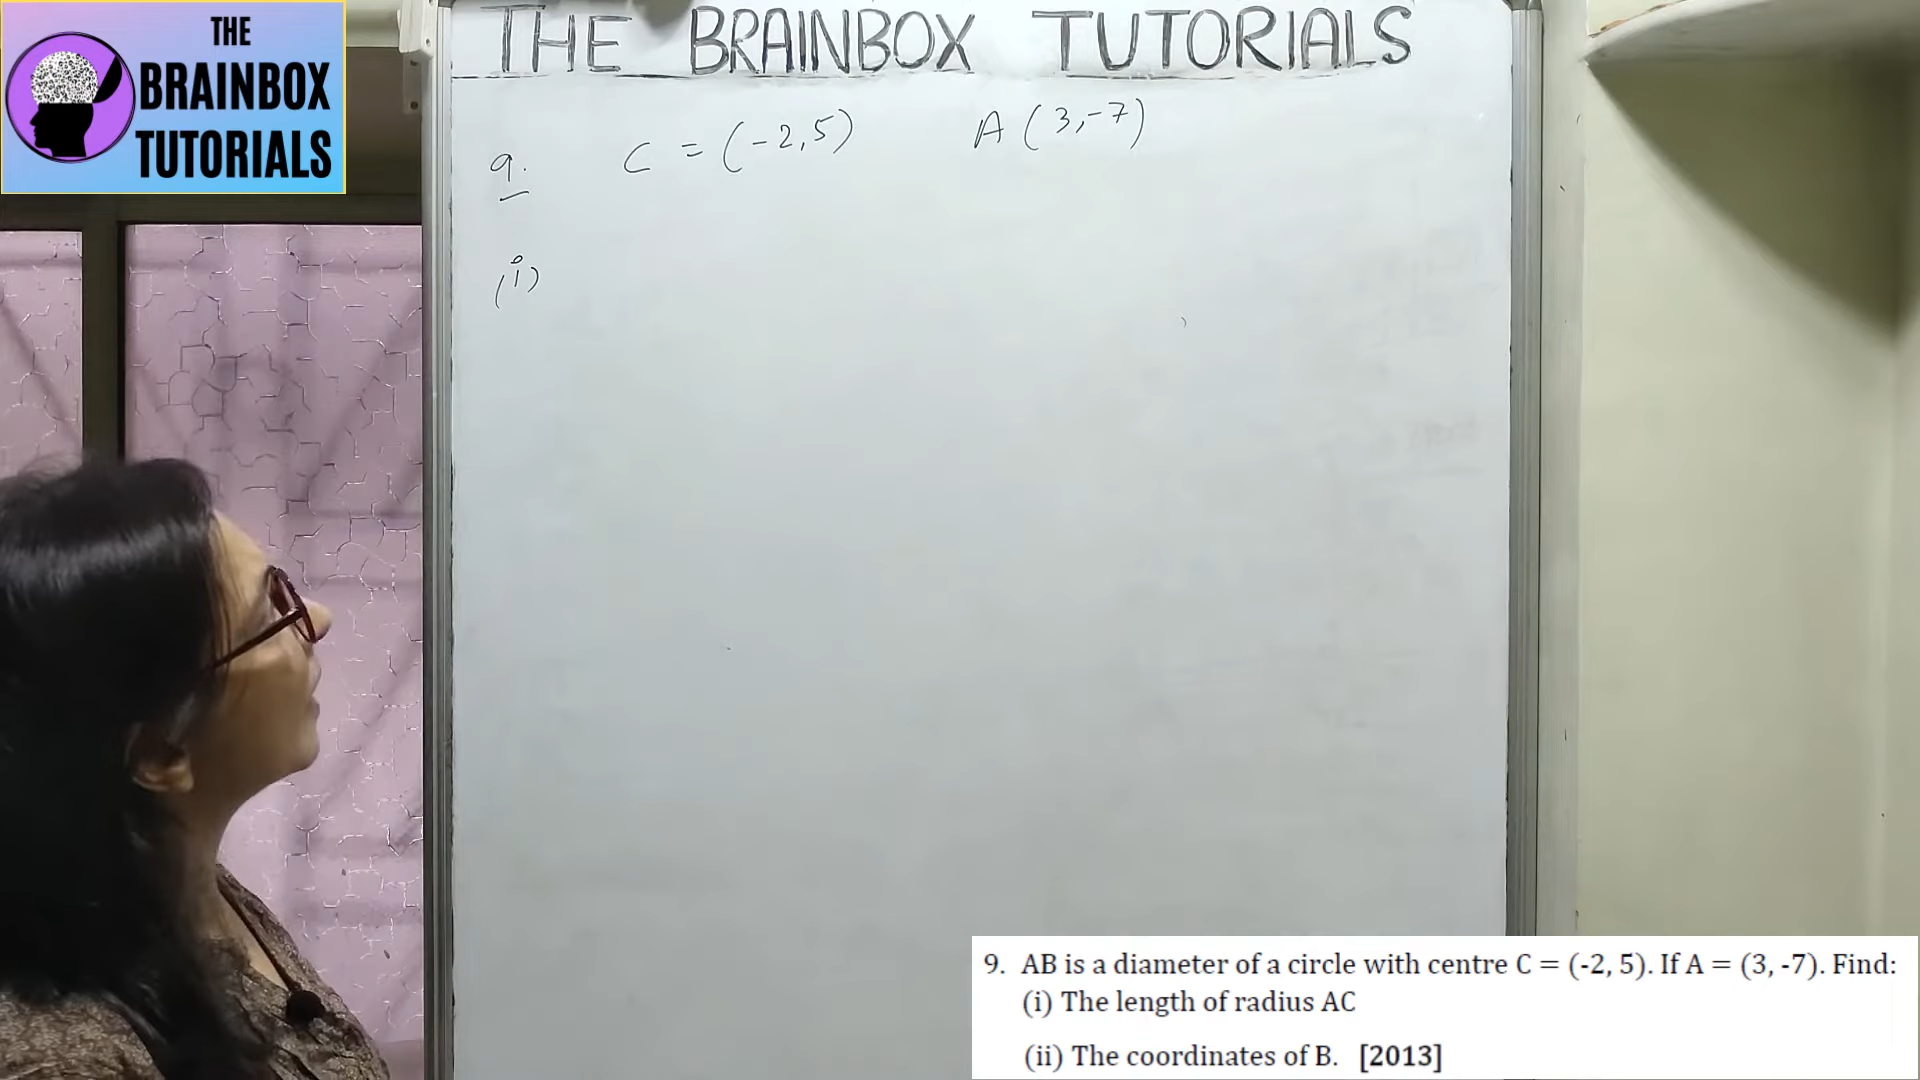 THE
BRAINBOX
TUTORIALS
THE BRAINBOX TUTORIALS
9. C = (-2,5) A (3,-7)
(i)
9. AB is a diameter of a circle with centre C = (-2, 5). If A = (3, -7). Find:
(i) The length of radius AC
(ii) The coordinates of B. [2013]